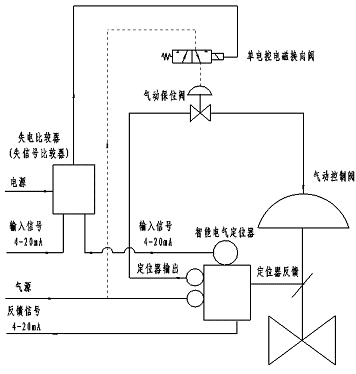 单电控电磁换向阀
气动保位阀
失电比较器
(失信号比较器)
气动控制阀
电源
输入信号
4-20mA
输入信号
4-20mA
智能电气定位器
定位器输出
定位器反馈
气源
反馈信号
4-20mA